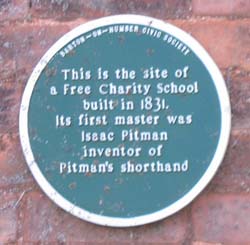 BARTON-ON-HUMBER CIVIC SOCIETY
This is the site of
a Free Charity School
built in 1831.
Its first master was
Isaac Pitman
inventor of
Pitman's shorthand